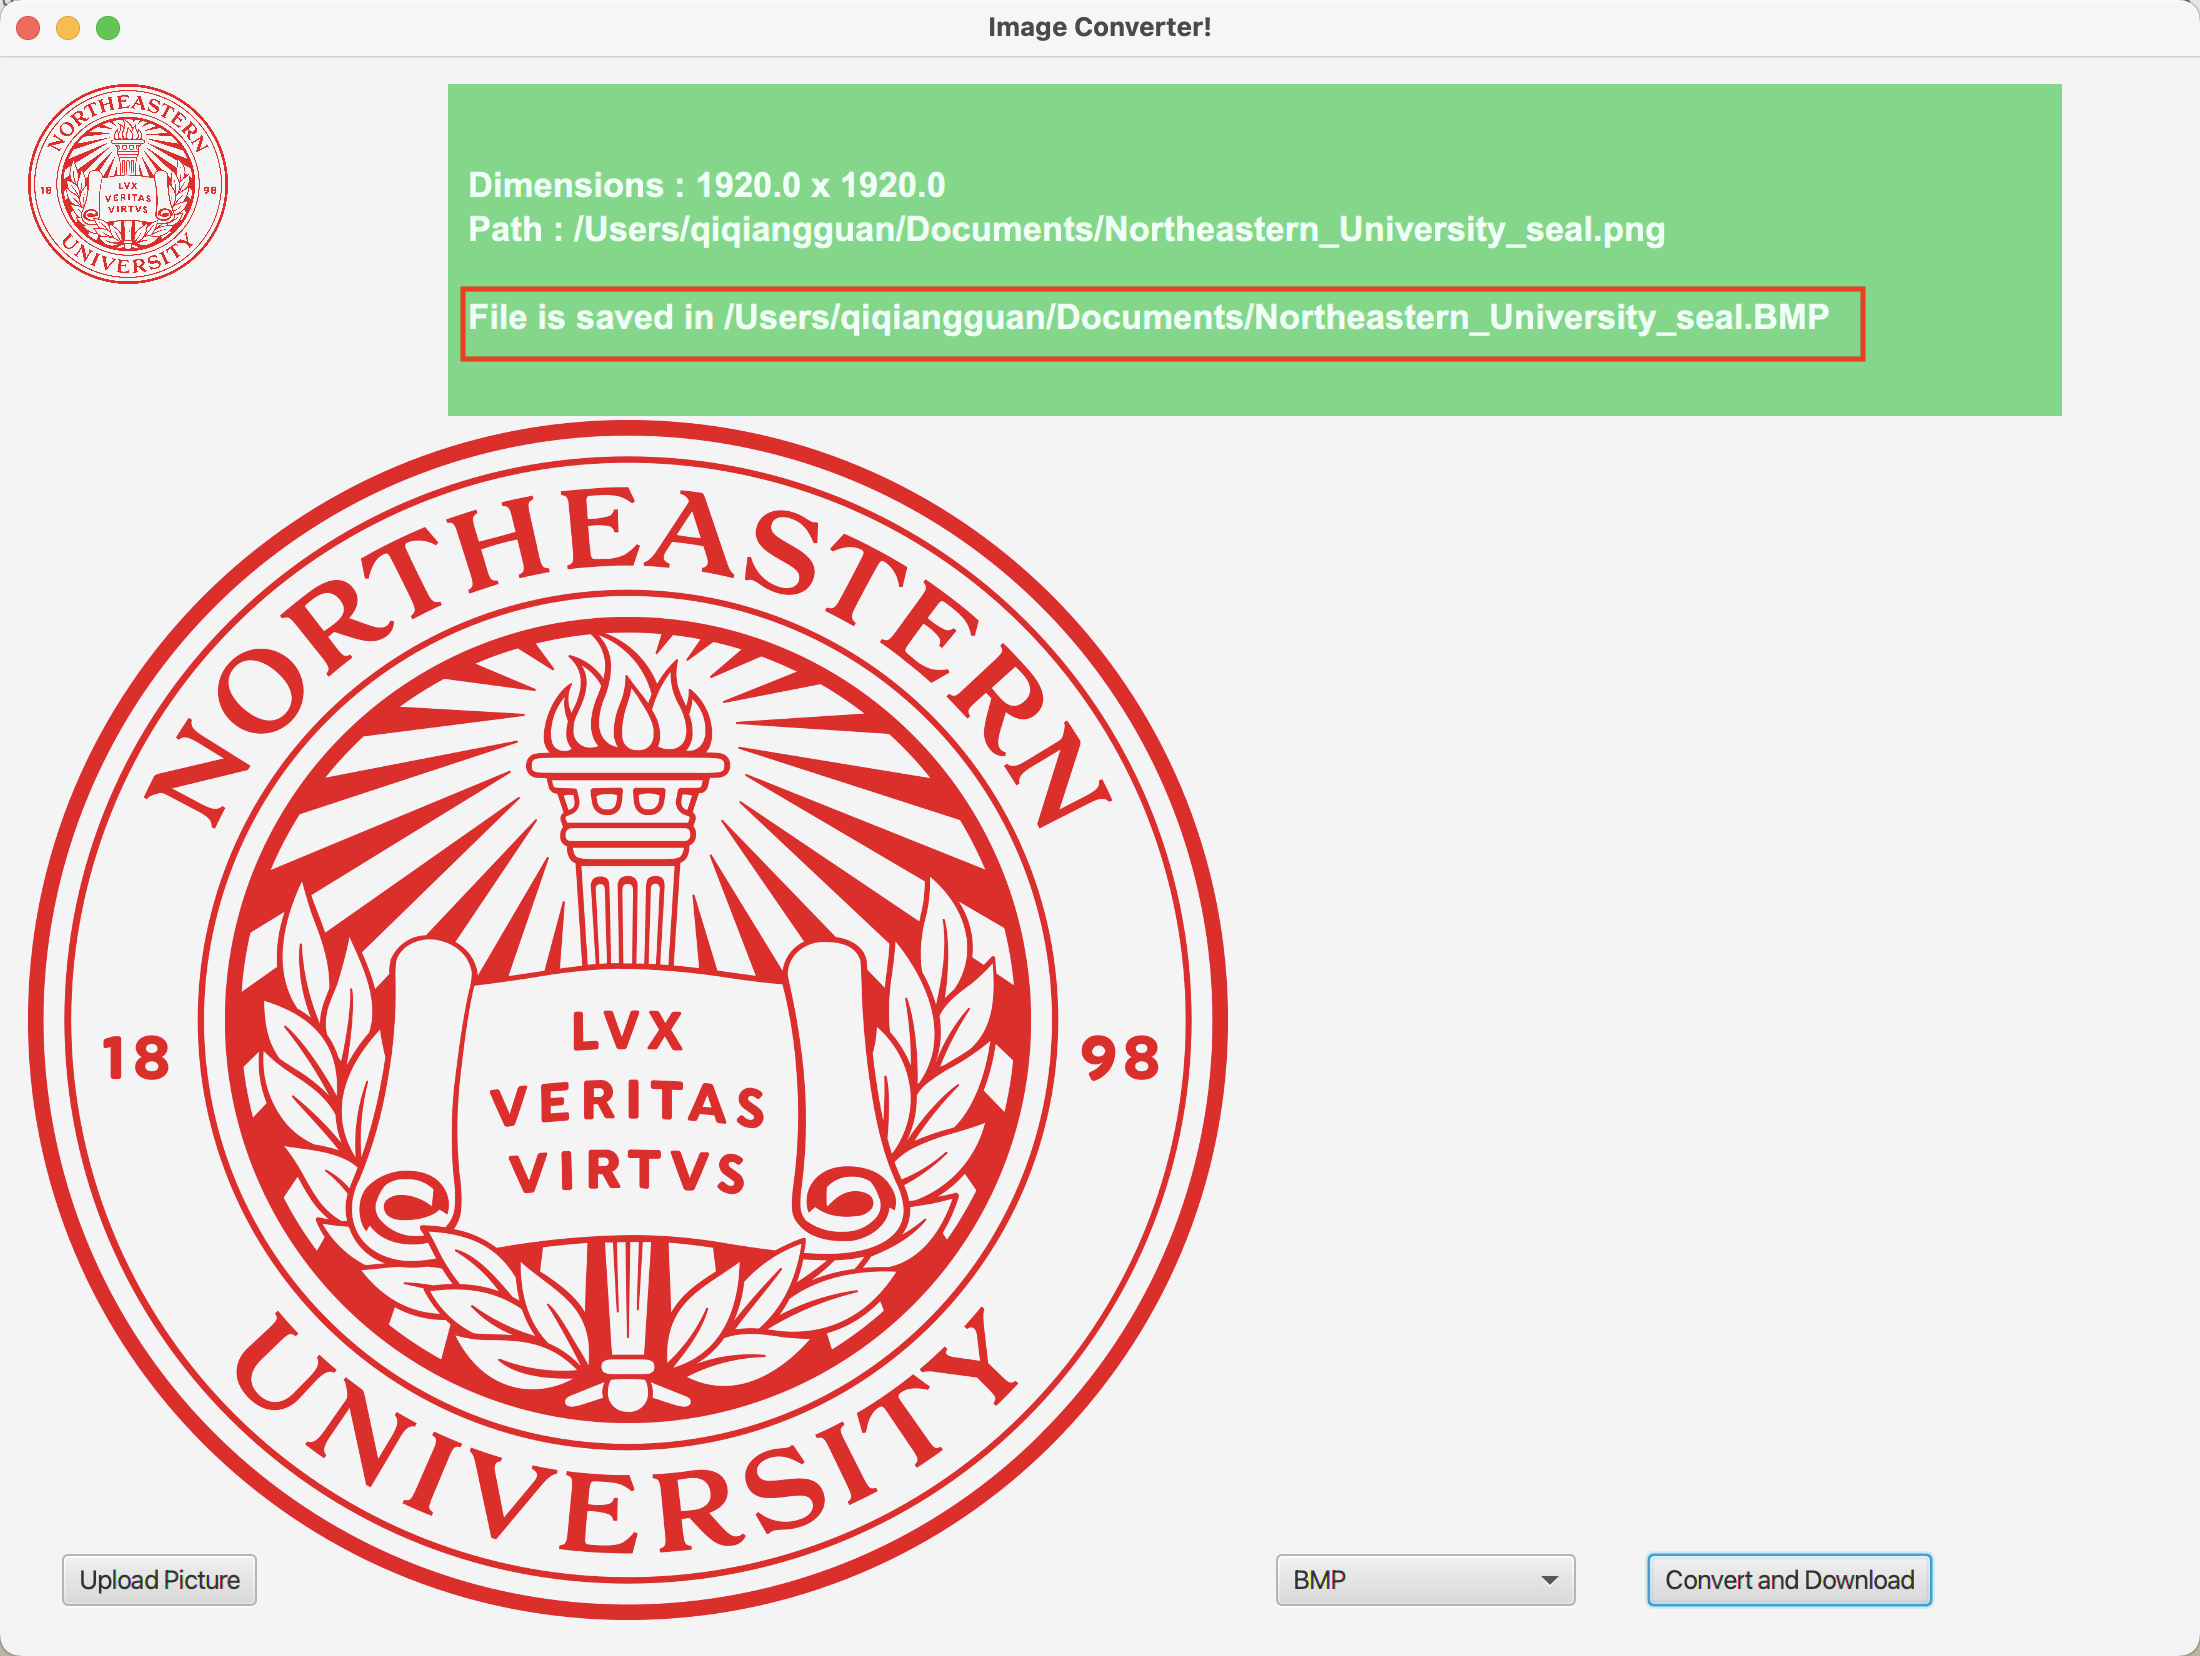 Image Converter!
NORTHEASTERN
18 98
LVX
VERITAS
VIRTVS
UNIVERSITY
Dimensions : 1920.0 x 1920.0
Path : /Users/qiqiangguan/Documents/Northeastern_University_seal.png
File is saved in /Users/qiqiangguan/Documents/Northeastern_University_seal.BMP
NORTHEASTERN
18 98
LVX
VERITAS
VIRTVS
UNIVERSITY
Upload Picture
BMP
Convert and Download